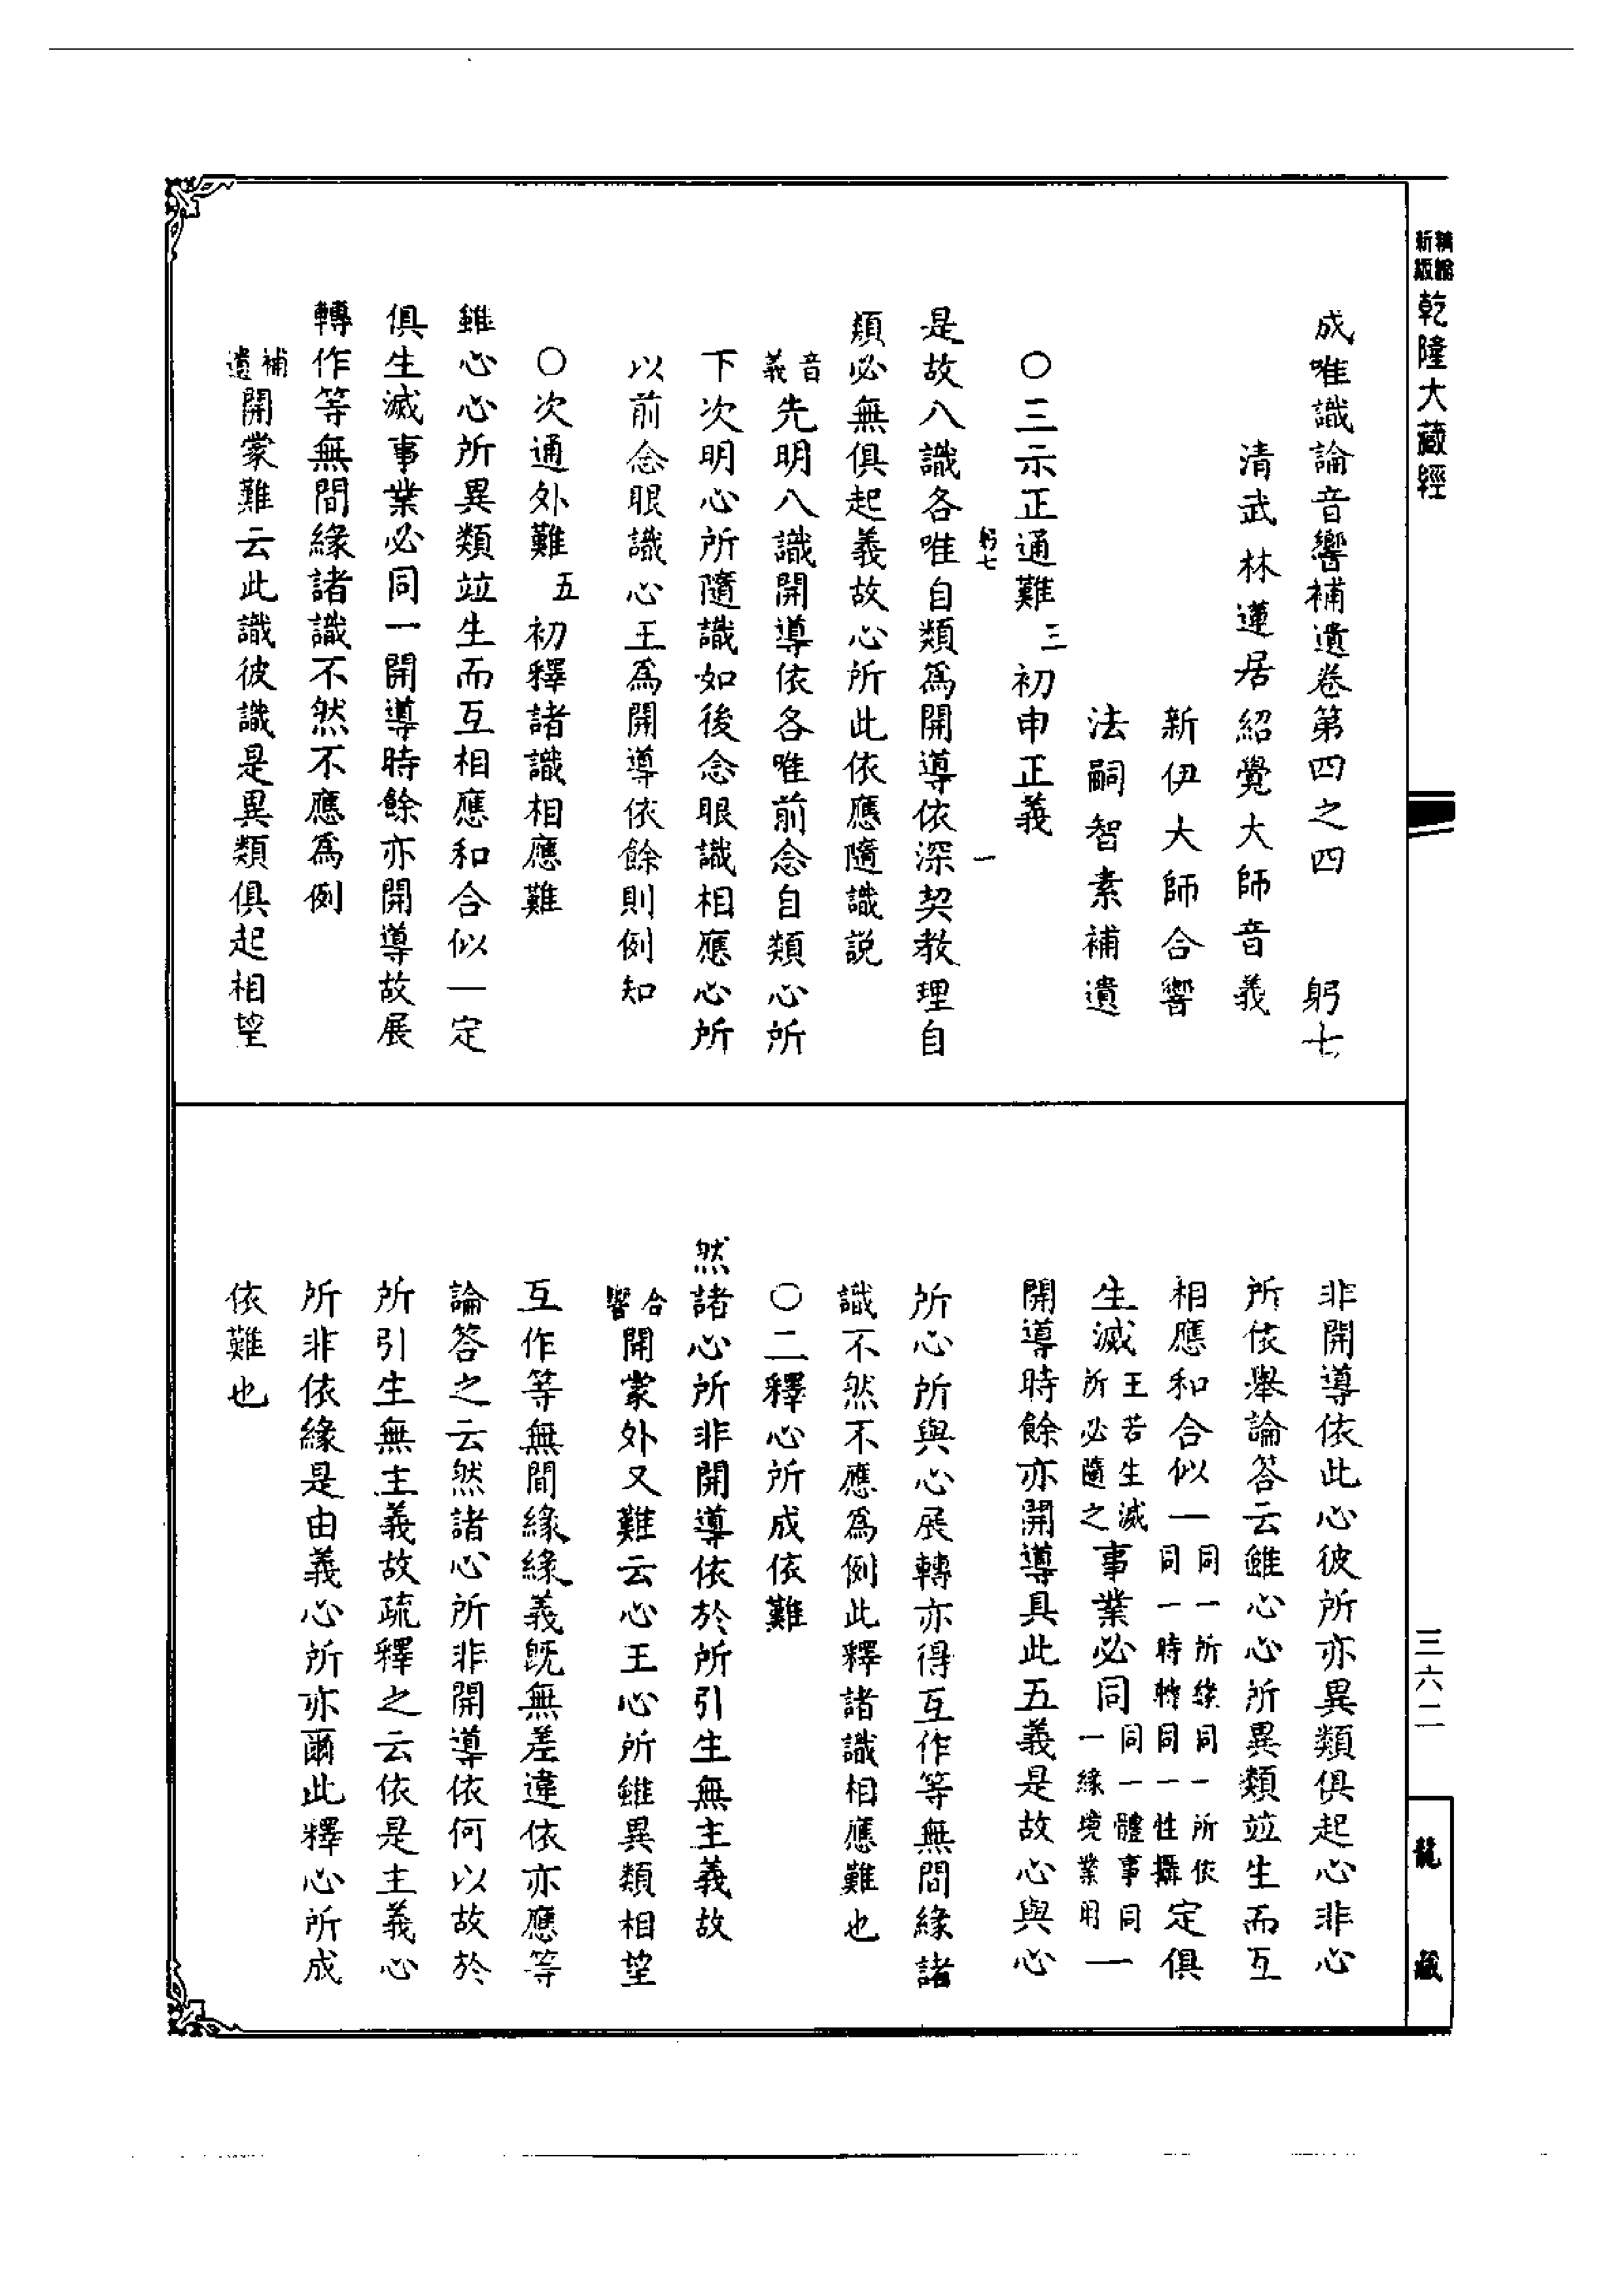 新編縮版
乾隆大藏經
成唯識論音響補遺卷第四之四 躬七
清武林蓮居紹覺大師音義
新伊大師合響
法嗣智素補遺
○三示正通難三初申正義
躬七 一
是故八識各唯自類爲開導依深契教理自
類必無俱起義故心所此依應隨識説
音義先明八識開導依各唯前念自類心所
下次明心所隨識如後念眼識相應心所
以前念眼識心王爲開導依餘則例知
○次通外難五初釋諸識相應難
雖心心所異類竝生而互相應和合似一定
俱生滅事業必同一開導時餘亦開導故展
轉作等無間緣諸識不然不應爲例
補遺開蒙難云此識彼識是異類俱起相望
非開導依此心彼所亦異類俱起心非心
所依舉論答云雖心心所異類竝生而互
相應和合似一同一所緣同一所依同一時轉同一性攝定俱
生滅王若生滅所必隨之事業必同同一體事同一緣境業用一
開導時餘亦開導具此五義是故心與心
所心所與心展轉亦得互作等無間緣諸
識不然不應爲例此釋諸識相應難也
○二釋心所成依難
然諸心所非開導依於所引生無主義故
合響開蒙外又難云心王心所雖異類相望
互作等無間緣緣義旣無差違依亦應等
論答之云然諸心所非開導依何以故於
所引生無主義故疏釋之云依是主義心
所非依緣是由義心所亦爾此釋心所成
依難也
三六二
龍藏